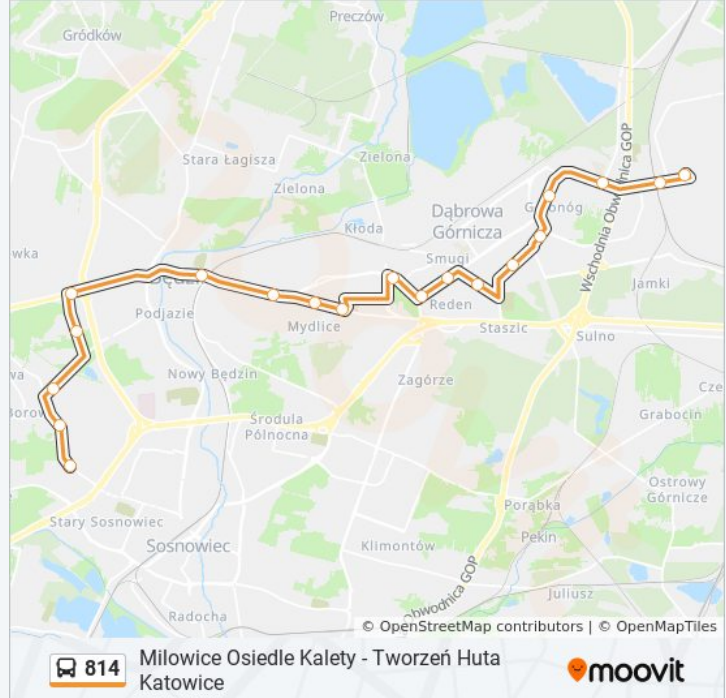 Preczów
Gródków
Stara Łagisza
Zielona
Zielona
Wschodnia Obwodnica GOP
Dąbrowa
Górnicza
Kłoda
Smugi
Jamki
Podjazie
Mydlice
Reden
Staszic
Sulno
Nowy Będzin
Zagórze
Grabocin
Środula
Północna
Ostrowy
Górnicze
Stary Sosnowiec
Porąbka
Sosnowiec
Klimontów
Pekin
Obwodnica GOP
Juliusz
Radocha
© OpenStreetMap contributors | © OpenMapTiles
814
Milowice Osiedle Kalety - Tworzeń Huta
Katowice
moovit